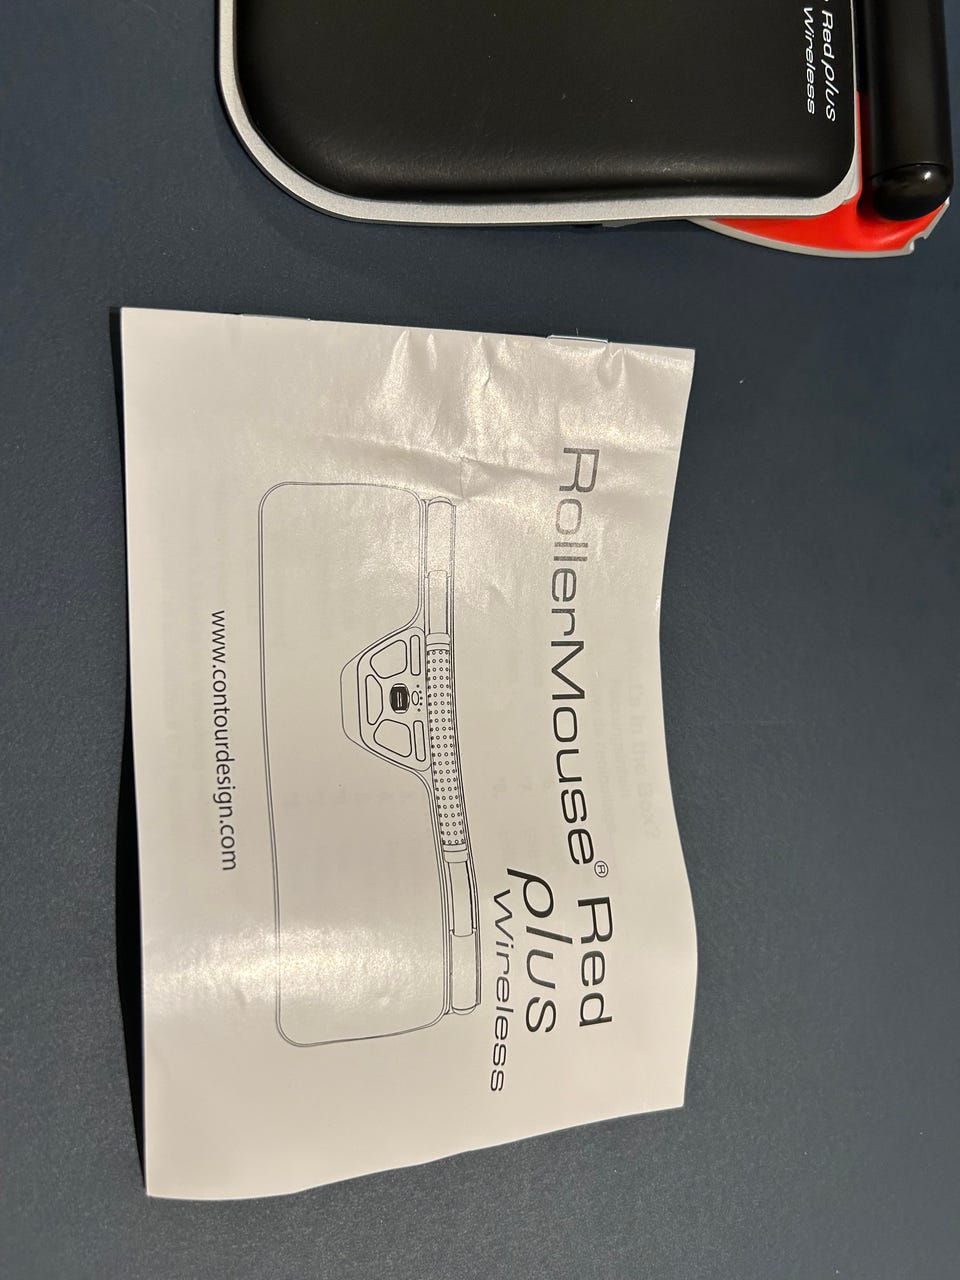 Red plus
Wireless
RollerMouse® Red
plus
Wireless
www.contourdesign.com